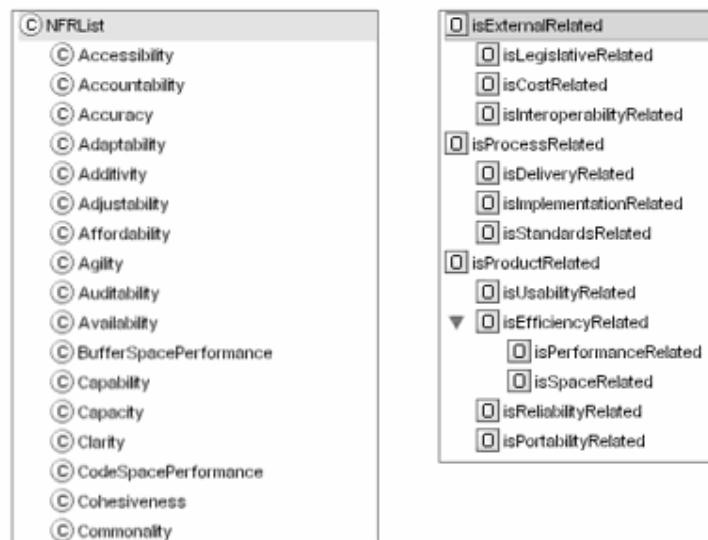 C NFRList
C Accessibility
C Accountability
C Accuracy
C Adaptability
C Additivity
C Adjustability
C Affordability
C Agility
C Auditability
C Availability
C BufferSpacePerformance
C Capability
C Capacity
C Clarity
C CodeSpacePerformance
C Cohesiveness
C Commonality
O isExternalRelated
O isLegislativeRelated
O isCostRelated
O isInteroperabilityRelated
O isProcessRelated
O isDeliveryRelated
O isImplementationRelated
O isStandardsRelated
O isProductRelated
O isUsabilityRelated
O isEfficiencyRelated
O isPerformanceRelated
O isSpaceRelated
O isReliabilityRelated
O isPortabilityRelated